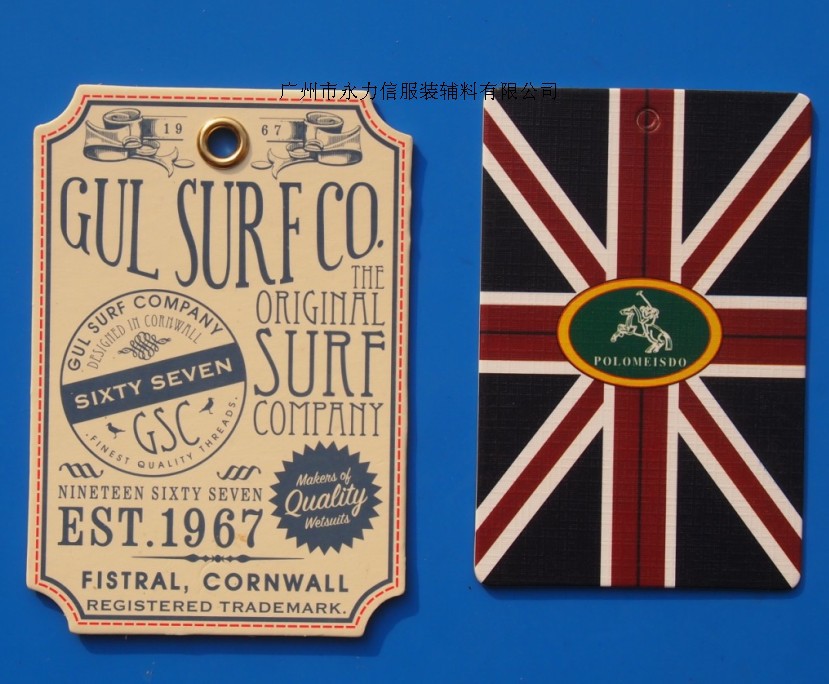 广州市永力信服装辅料有限公司
19 67
GUL SURF CO.
THE
ORIGINAL
SURF
COMPANY
GUL SURF COMPANY
DESIGNED IN CORNWALL
SIXTY SEVEN
GSC
. FINEST QUALITY THREADS .
NINETEEN SIXTY SEVEN
EST.1967
Makers of
Quality
Wetsuits
FISTRAL, CORNWALL
REGISTERED TRADEMARK.
POLOMEISDO